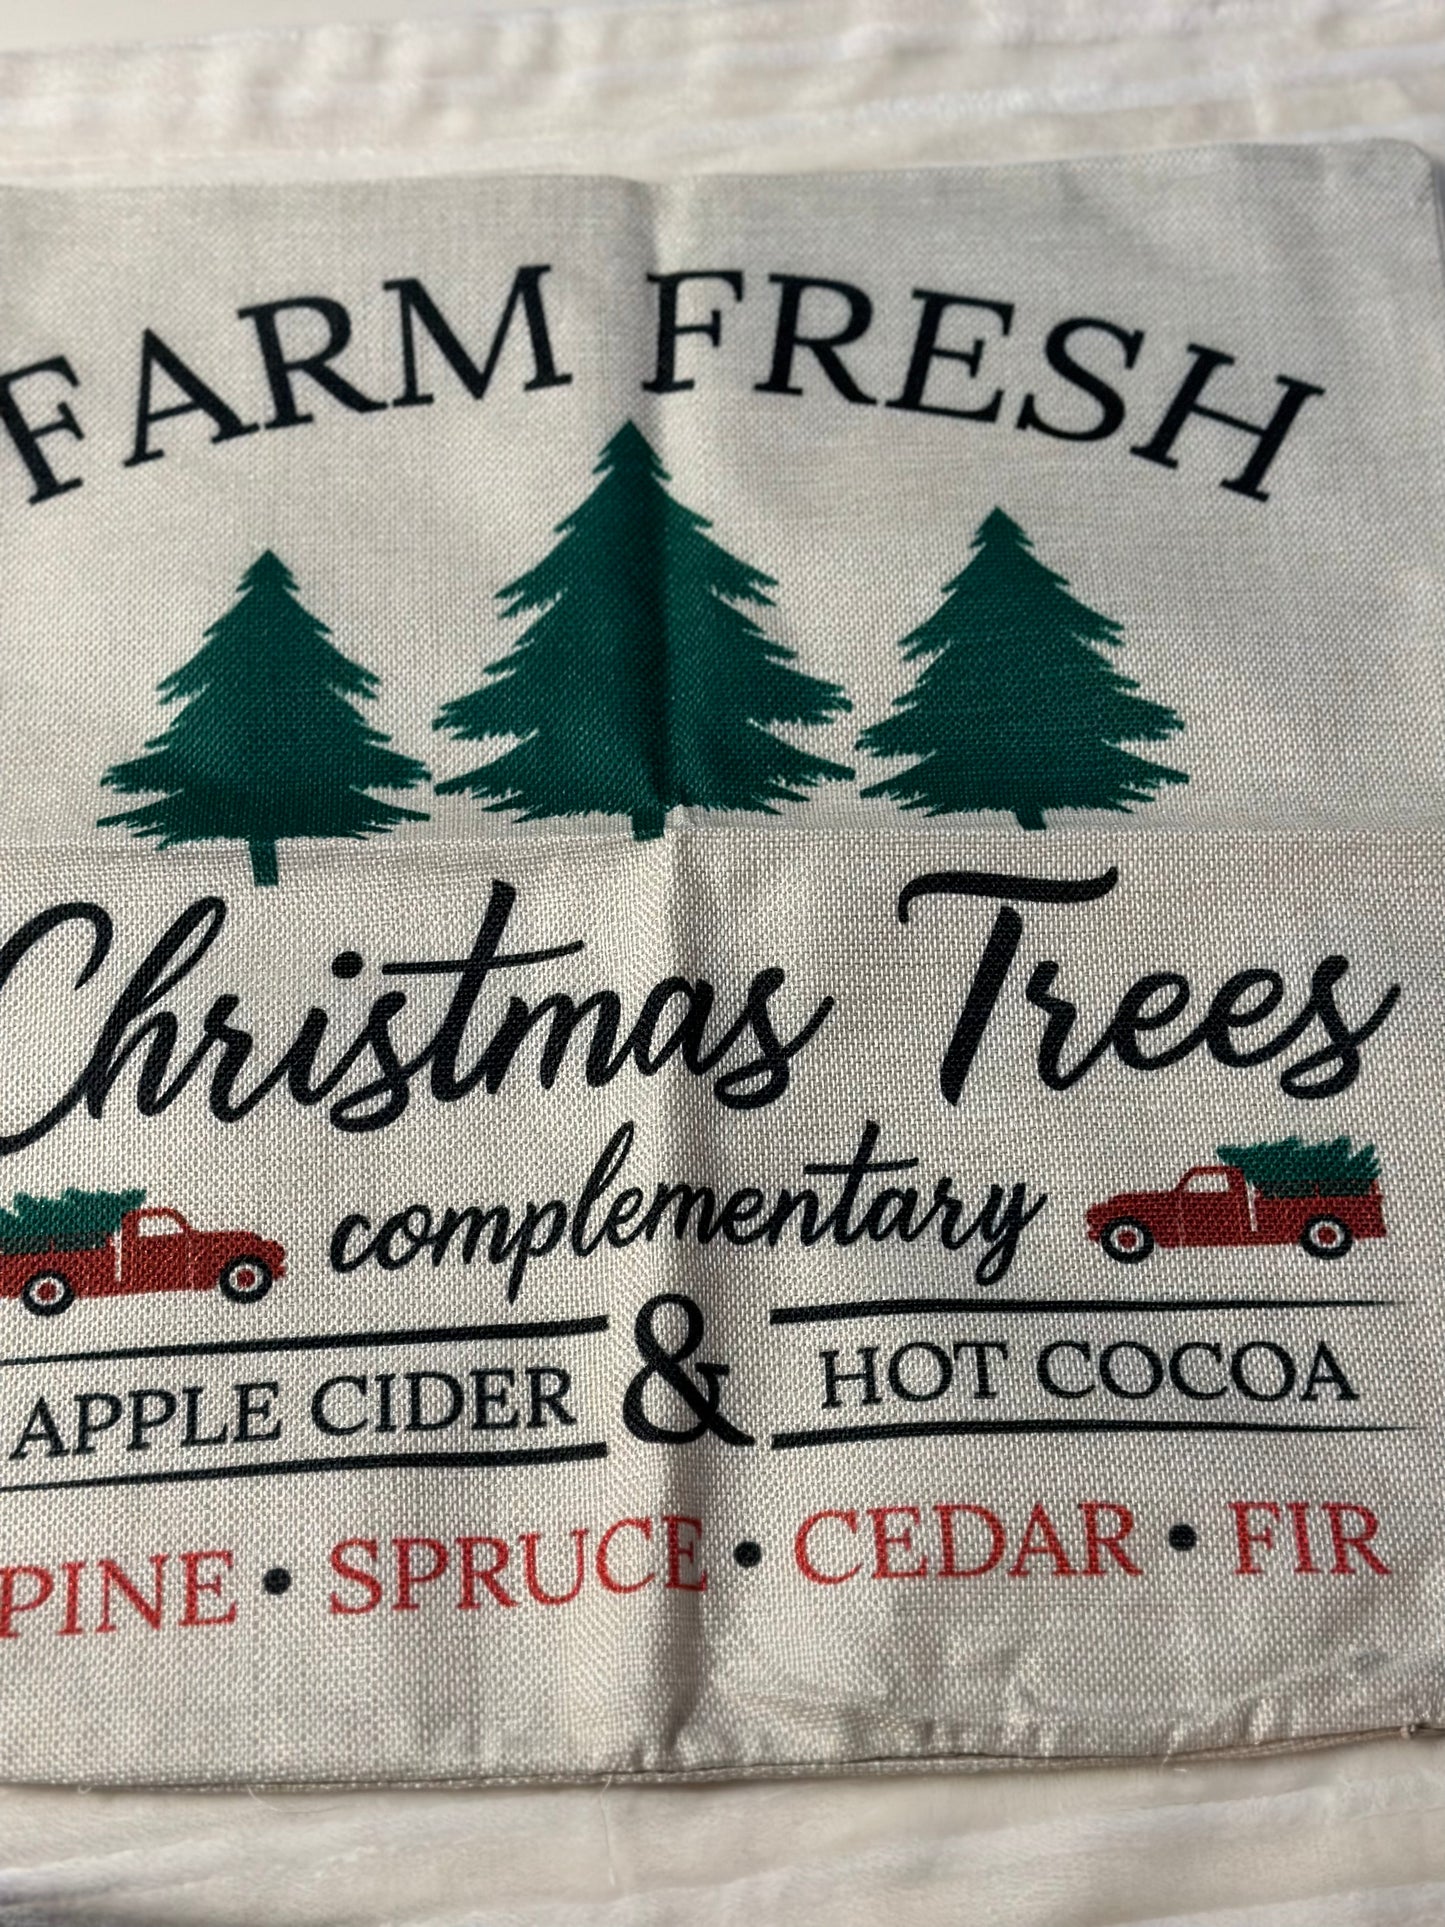 FARM FRESH
Christmas Trees
complementary
APPLE CIDER & HOT COCOA
PINE • SPRUCE • CEDAR • FIR